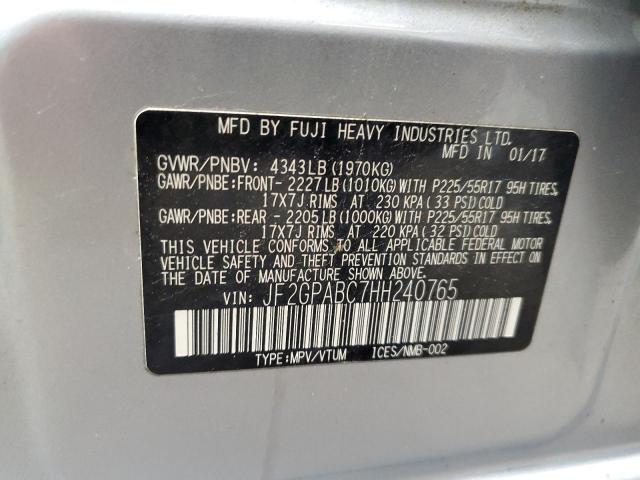 MFD BY FUJI HEAVY INDUSTRIES LTD.
MFD IN 01/17
GVWR/PNBV: 4343LB (1970KG)
GAWR/PNBE:FRONT- 2227LB(1010KG)WITH P225/55R17 95H TIRES,
17X7J RIMS AT 230 KPA ( 33 PSI)COLD
GAWR/PNBE:REAR - 2205LB(1000KG)WITH P225/55R17 95H TIRES,
17X7J RIMS AT 220 KPA ( 32 PSI)COLD
THIS VEHICLE CONFORMS TO ALL APPLICABLE FEDERAL MOTOR
VEHICLE SAFETY AND THEFT PREVENTION STANDARDS IN EFFECT ON
THE DATE OF MANUFACTURE SHOWN ABOVE.
VIN: JF2GPABC7HH240765
TYPE:MPV/VTUM ICES/NMB-002